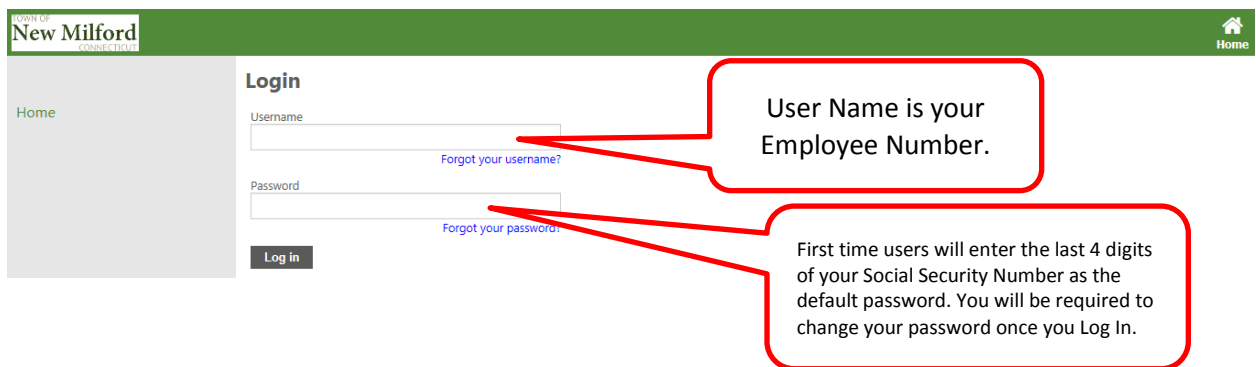 TOWN OF
New Milford
CONNECTICUT
Home
Home
Login
Username
Forgot your username?
Password
Forgot your password?
Log in
User Name is your
Employee Number.
First time users will enter the last 4 digits
of your Social Security Number as the
default password. You will be required to
change your password once you Log In.